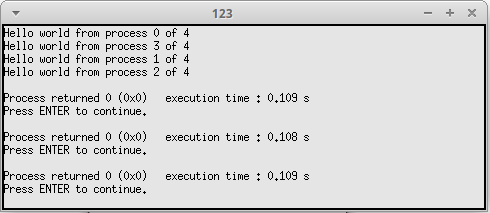 123
Hello world from process 0 of 4
Hello world from process 3 of 4
Hello world from process 1 of 4
Hello world from process 2 of 4
Process returned 0 (0x0)   execution time : 0.109 s
Press ENTER to continue.
Process returned 0 (0x0)   execution time : 0.108 s
Press ENTER to continue.
Process returned 0 (0x0)   execution time : 0.109 s
Press ENTER to continue.